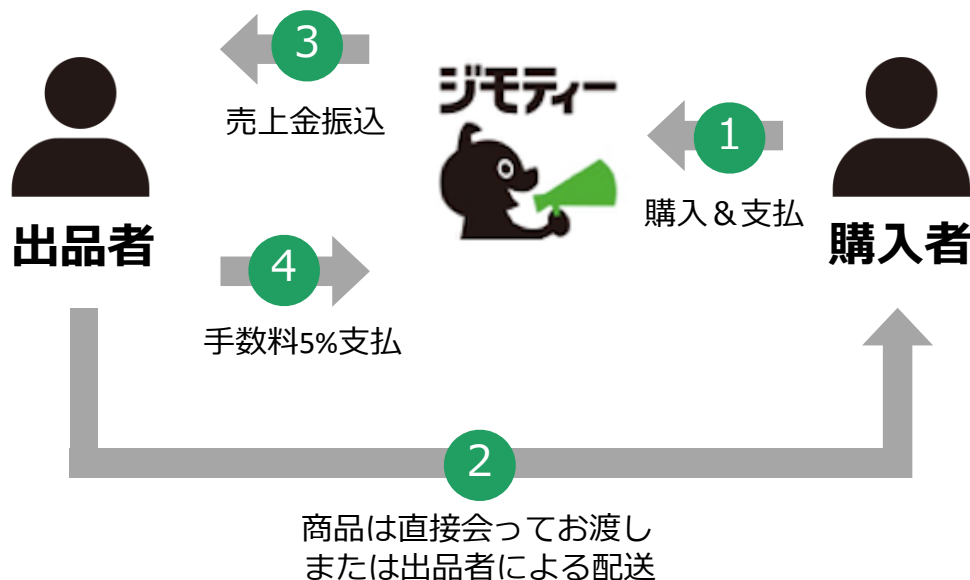 3
売上金振込
ジモティー
1
購入＆支払
出品者
購入者
4
手数料5%支払
2
商品は直接会ってお渡し
または出品者による配送